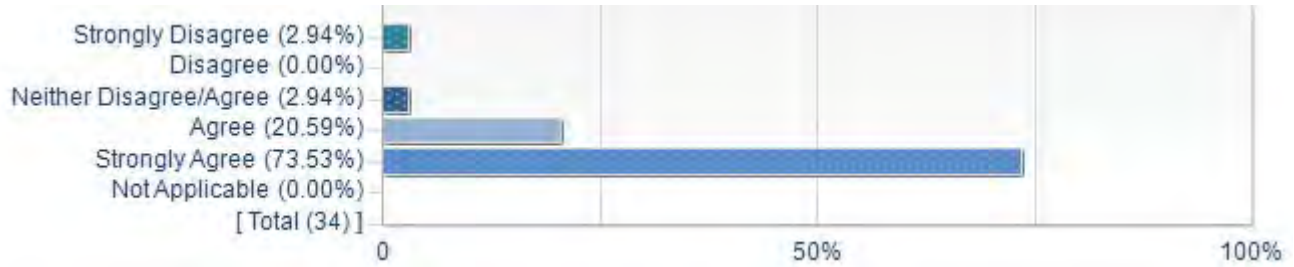 Strongly Disagree (2.94%)
Disagree (0.00%)
Neither Disagree/Agree (2.94%)
Agree (20.59%)
Strongly Agree (73.53%)
Not Applicable (0.00%)
[ Total (34) ]
0 50% 100%